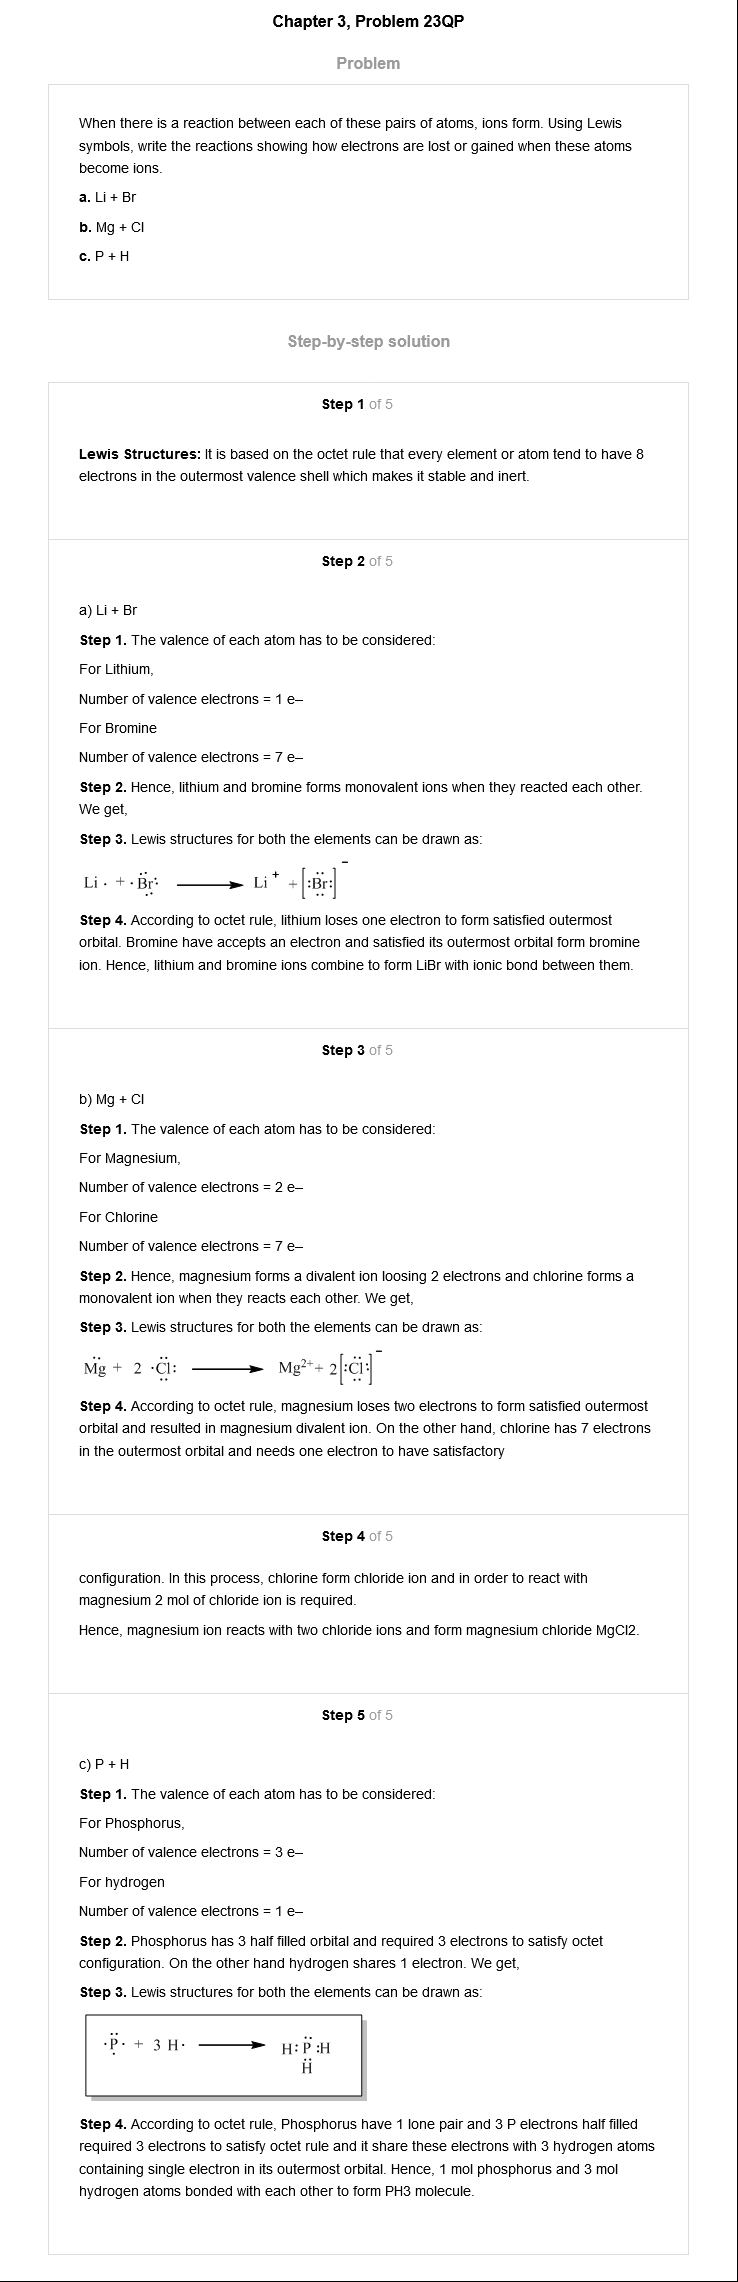 Chapter 3, Problem 23QP
Problem
When there is a reaction between each of these pairs of atoms, ions form. Using Lewis
symbols, write the reactions showing how electrons are lost or gained when these atoms
become ions.
a. Li + Br
b. Mg + Cl
c. P + H
Step-by-step solution
Step 1 of 5
Lewis Structures: It is based on the octet rule that every element or atom tend to have 8
electrons in the outermost valence shell which makes it stable and inert.
Step 2 of 5
a) Li + Br
Step 1. The valence of each atom has to be considered:
For Lithium,
Number of valence electrons = 1 e–
For Bromine
Number of valence electrons = 7 e–
Step 2. Hence, lithium and bromine forms monovalent ions when they reacted each other.
We get,
Step 3. Lewis structures for both the elements can be drawn as:
Li · + · Br: ⟶ Li⁺ + [:Br:]⁻
Step 4. According to octet rule, lithium loses one electron to form satisfied outermost
orbital. Bromine have accepts an electron and satisfied its outermost orbital form bromine
ion. Hence, lithium and bromine ions combine to form LiBr with ionic bond between them.
Step 3 of 5
b) Mg + Cl
Step 1. The valence of each atom has to be considered:
For Magnesium,
Number of valence electrons = 2 e–
For Chlorine
Number of valence electrons = 7 e–
Step 2. Hence, magnesium forms a divalent ion loosing 2 electrons and chlorine forms a
monovalent ion when they reacts each other. We get,
Step 3. Lewis structures for both the elements can be drawn as:
Mg + 2 ·Cl: ⟶ Mg²⁺ + 2[:Cl:]⁻
Step 4. According to octet rule, magnesium loses two electrons to form satisfied outermost
orbital and resulted in magnesium divalent ion. On the other hand, chlorine has 7 electrons
in the outermost orbital and needs one electron to have satisfactory
Step 4 of 5
configuration. In this process, chlorine form chloride ion and in order to react with
magnesium 2 mol of chloride ion is required.
Hence, magnesium ion reacts with two chloride ions and form magnesium chloride MgCl2.
Step 5 of 5
c) P + H
Step 1. The valence of each atom has to be considered:
For Phosphorus,
Number of valence electrons = 3 e–
For hydrogen
Number of valence electrons = 1 e–
Step 2. Phosphorus has 3 half filled orbital and required 3 electrons to satisfy octet
configuration. On the other hand hydrogen shares 1 electron. We get,
Step 3. Lewis structures for both the elements can be drawn as:
·P· + 3 H· ⟶ H:P:H
H
Step 4. According to octet rule, Phosphorus have 1 lone pair and 3 P electrons half filled
required 3 electrons to satisfy octet rule and it share these electrons with 3 hydrogen atoms
containing single electron in its outermost orbital. Hence, 1 mol phosphorus and 3 mol
hydrogen atoms bonded with each other to form PH3 molecule.